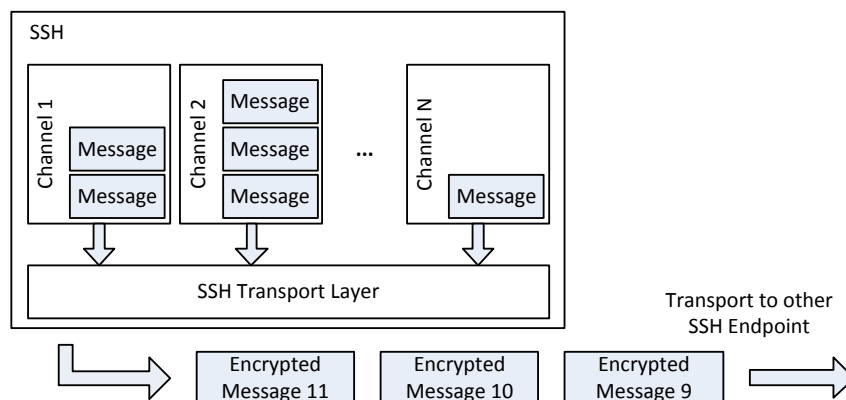 SSH
Channel 1
Message
Message
Channel 2
Message
Message
Message
...
Channel N
Message
SSH Transport Layer
Transport to other
SSH Endpoint
Encrypted
Message 11
Encrypted
Message 10
Encrypted
Message 9